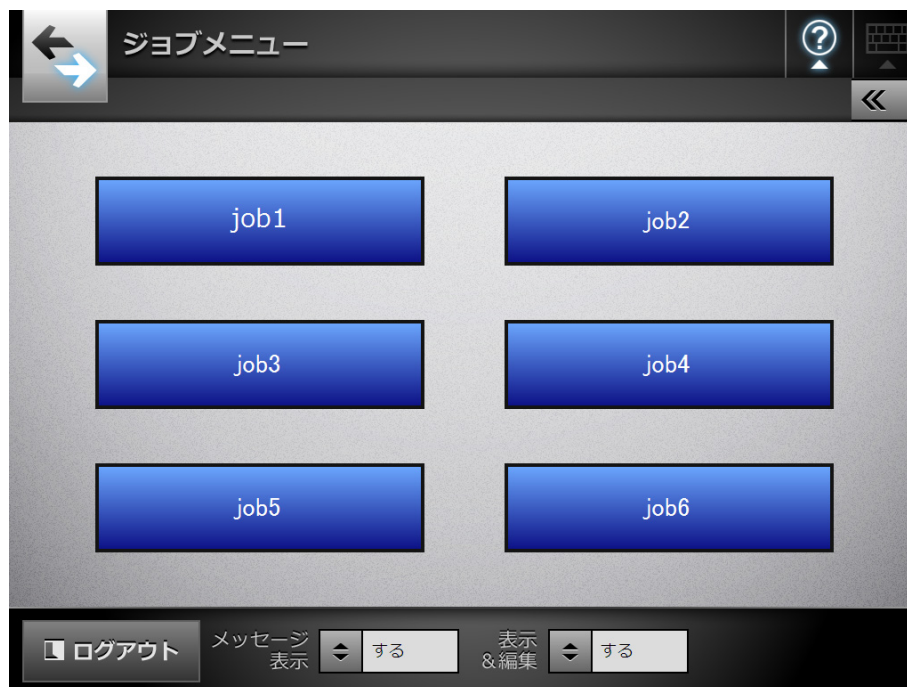 ジョブメニュー
?
job1
job2
job3
job4
job5
job6
ログアウト
メッセージ
表示
する
表示
&編集
する